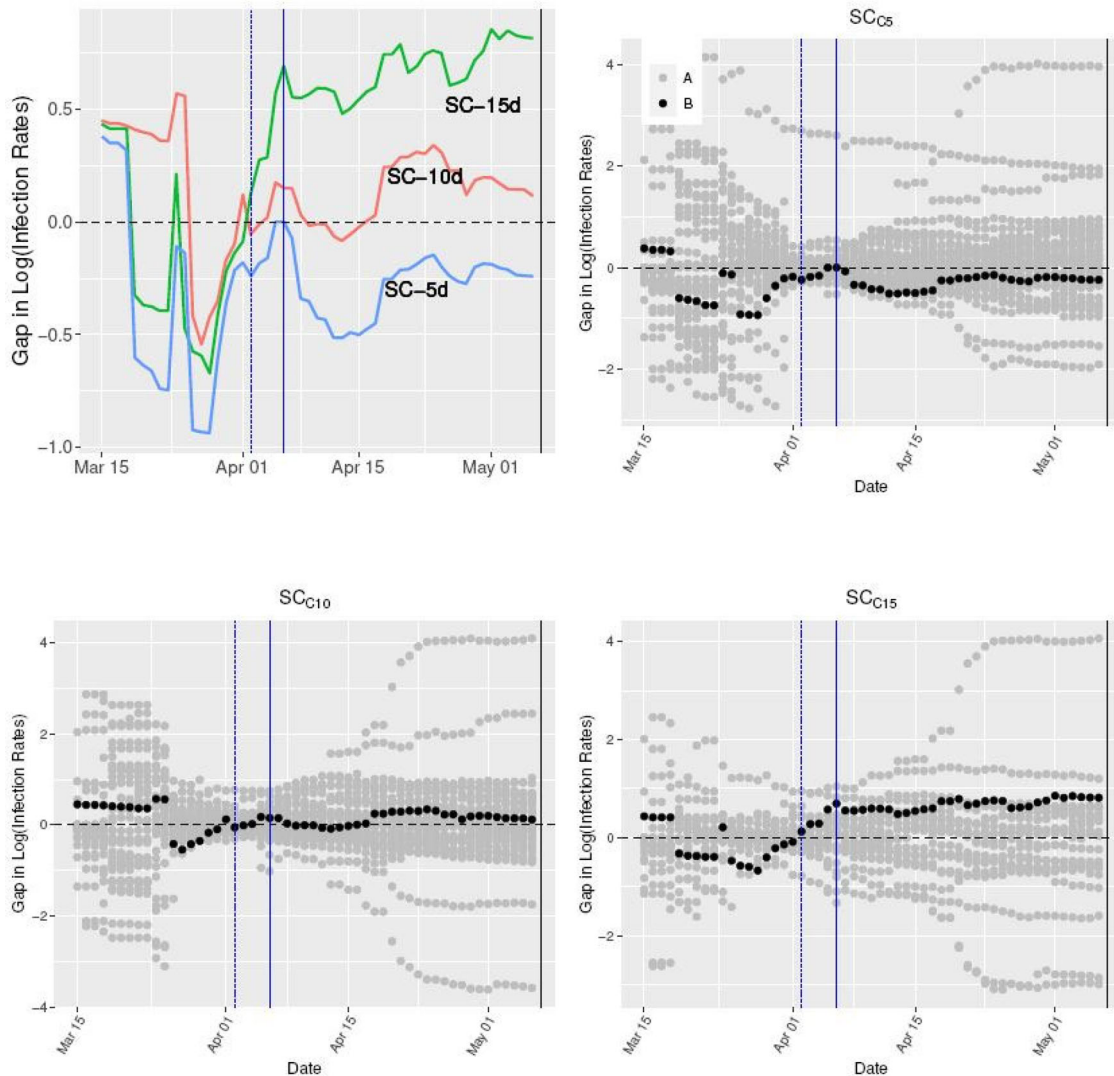 Gap in Log(Infection Rates)
0.5
0.0
−0.5
−1.0
SC−15d
SC−10d
SC−5d
Mar 15
Apr 01
Apr 15
May 01
SCC5
Gap in Log(Infection Rates)
4
2
0
−2
A
B
Mar 15
Apr 01
Apr 15
May 01
Date
SCC10
Gap in Log(Infection Rates)
4
2
0
−2
−4
Mar 15
Apr 01
Apr 15
May 01
Date
SCC15
Gap in Log(Infection Rates)
4
2
0
−2
Mar 15
Apr 01
Apr 15
May 01
Date